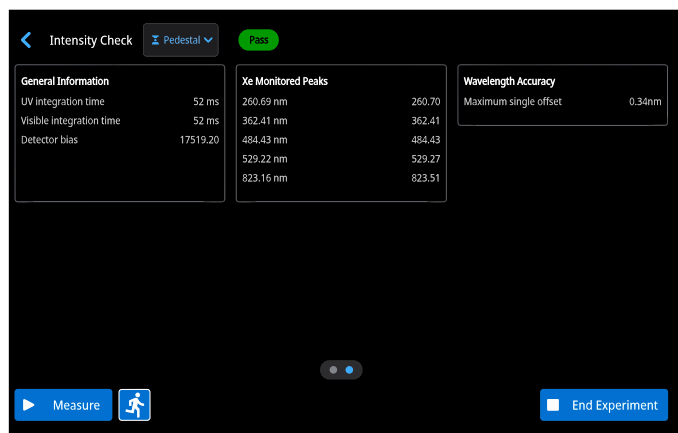 Intensity Check
Pedestal
Pass
General Information
UV integration time 52 ms
Visible integration time 52 ms
Detector bias 17519.20
Xe Monitored Peaks
260.69 nm 260.70
362.41 nm 362.41
484.43 nm 484.43
529.22 nm 529.27
823.16 nm 823.51
Wavelength Accuracy
Maximum single offset 0.34nm
Measure
End Experiment